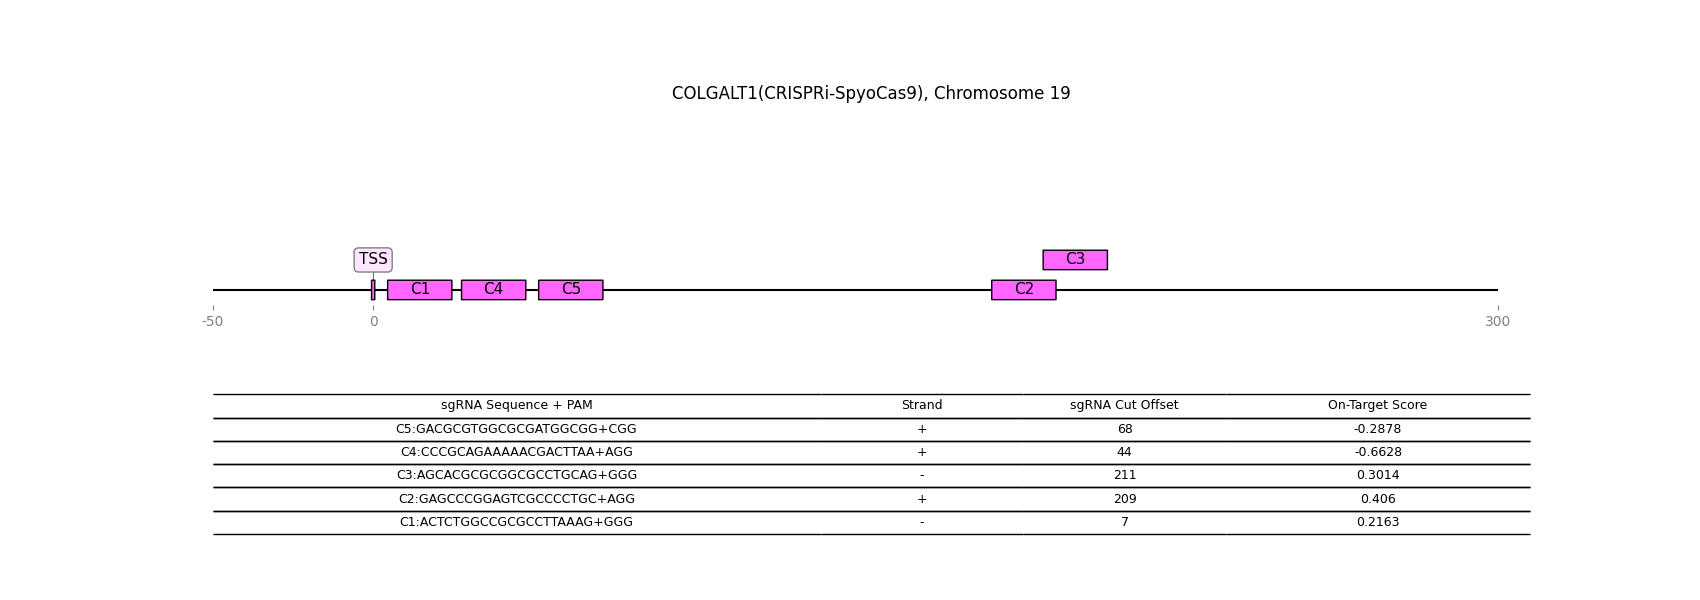 COLGALT1(CRISPRi-SpyoCas9), Chromosome 19
TSS C3
C1 C4 C5 C2
-50 0 300
sgRNA Sequence + PAM Strand sgRNA Cut Offset On-Target Score
C5:GACGCGTGGCGCGATGGCGG+CGG + 68 -0.2878
C4:CCCGCAGAAAAACGACTTAA+AGG + 44 -0.6628
C3:AGCACGCGCGGCGCCTGCAG+GGG - 211 0.3014
C2:GAGCCCGGAGTCGCCCCTGC+AGG + 209 0.406
C1:ACTCTGGCCGCGCCTTAAAG+GGG - 7 0.2163